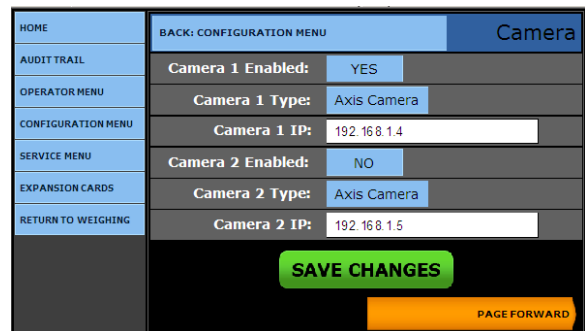 HOME
AUDIT TRAIL
OPERATOR MENU
CONFIGURATION MENU
SERVICE MENU
EXPANSION CARDS
RETURN TO WEIGHING
BACK: CONFIGURATION MENU
Camera
Camera 1 Enabled: YES
Camera 1 Type: Axis Camera
Camera 1 IP: 192.168.1.4
Camera 2 Enabled: NO
Camera 2 Type: Axis Camera
Camera 2 IP: 192.168.1.5
SAVE CHANGES
PAGE FORWARD